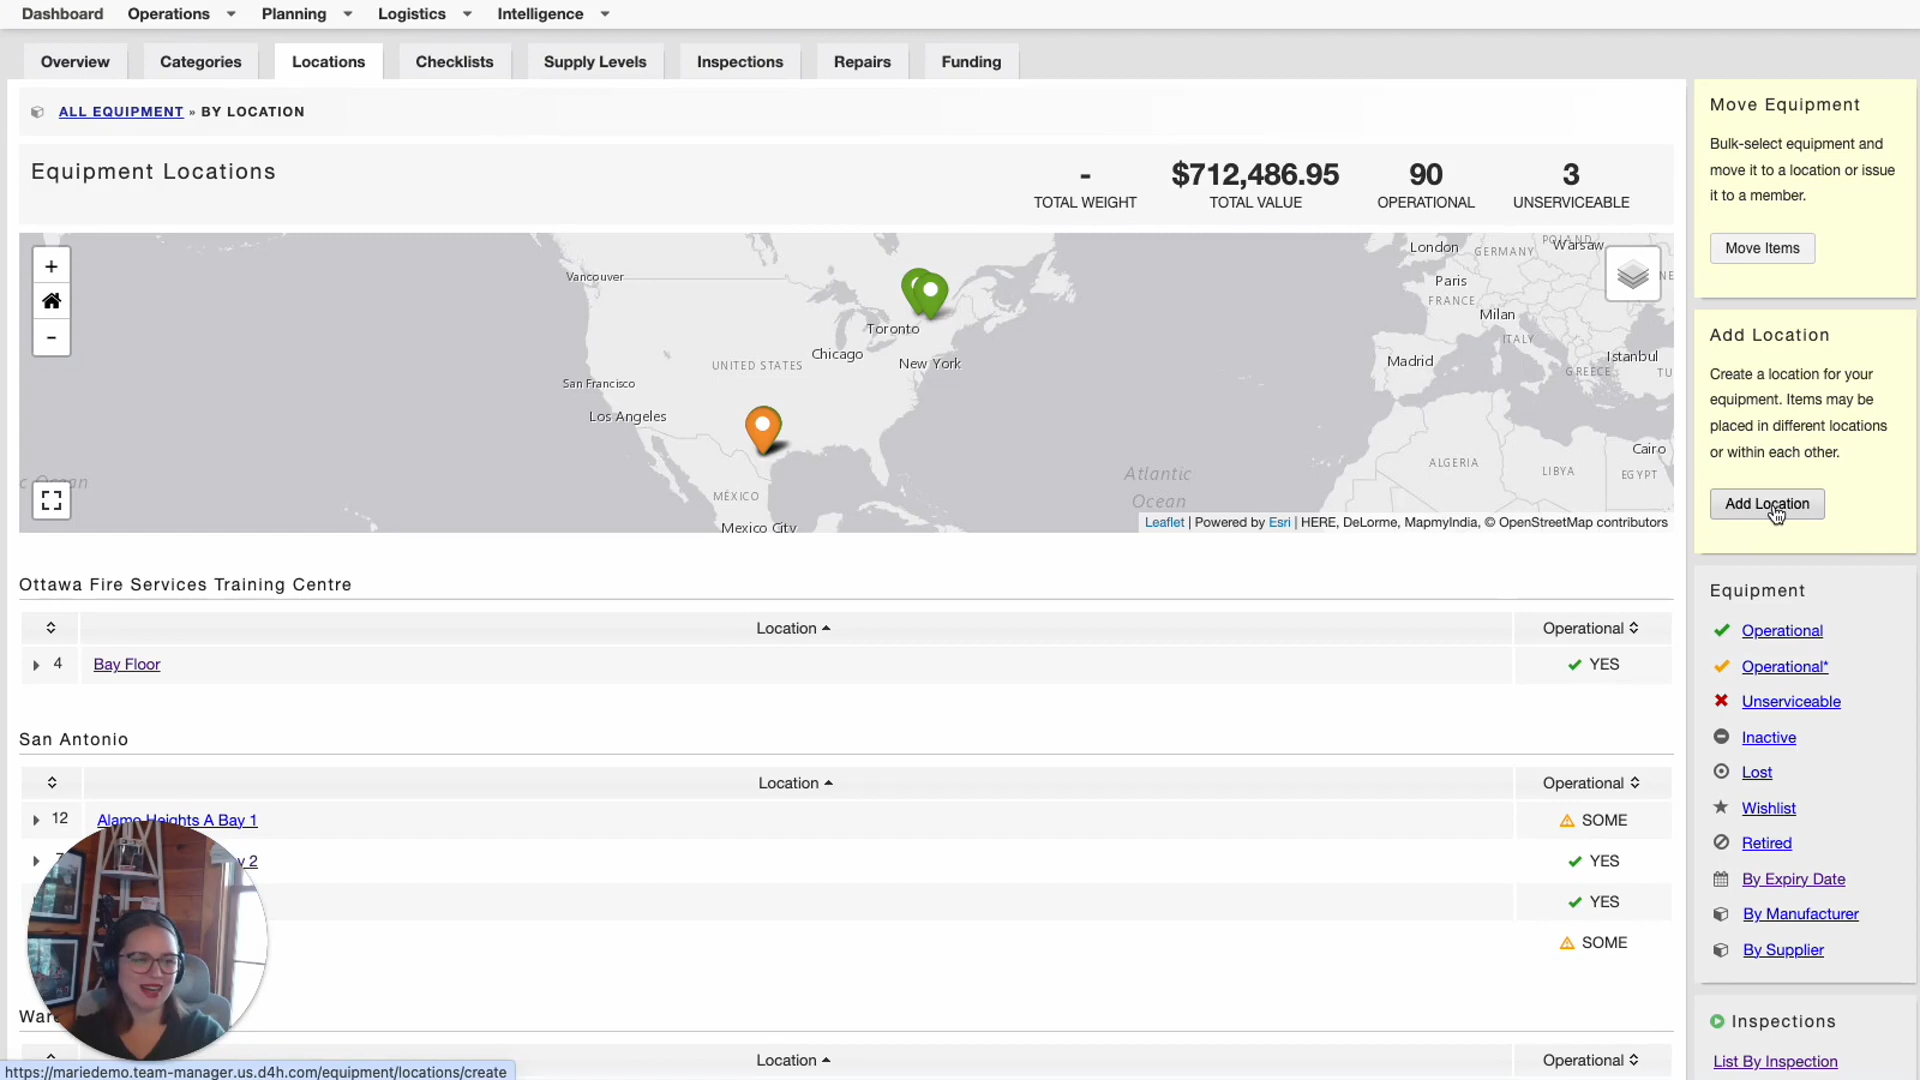 Dashboard Operations Planning Logistics Intelligence
Overview Categories Locations Checklists Supply Levels Inspections Repairs Funding
ALL EQUIPMENT » BY LOCATION
Equipment Locations
-
TOTAL WEIGHT
$712,486.95
TOTAL VALUE
90
OPERATIONAL
3
UNSERVICEABLE
+
-
Vancouver
Toronto
Chicago
UNITED STATES
New York
San Francisco
Los Angeles
MÉXICO
Mexico City
c Ocean
Atlantic
Ocean
London
GERMANY
POLAND
Warsaw
Paris
FRANCE
Milan
ITALY
Madrid
Istanbul
GREECE
TU
NE
ALGERIA
LIBYA
Cairo
EGYPT
Leaflet | Powered by Esri | HERE, DeLorme, MapmyIndia, © OpenStreetMap contributors
Ottawa Fire Services Training Centre
Location Operational
4 Bay Floor YES
San Antonio
Location Operational
12 Alamo Heights A Bay 1 SOME
7 y 2 YES
YES
SOME
Ware
Location Operational
https://mariedemo.team-manager.us.d4h.com/equipment/locations/create
Move Equipment
Bulk-select equipment and
move it to a location or issue
it to a member.
Move Items
Add Location
Create a location for your
equipment. Items may be
placed in different locations
or within each other.
Add Location
Equipment
Operational
Operational*
Unserviceable
Inactive
Lost
Wishlist
Retired
By Expiry Date
By Manufacturer
By Supplier
Inspections
List By Inspection